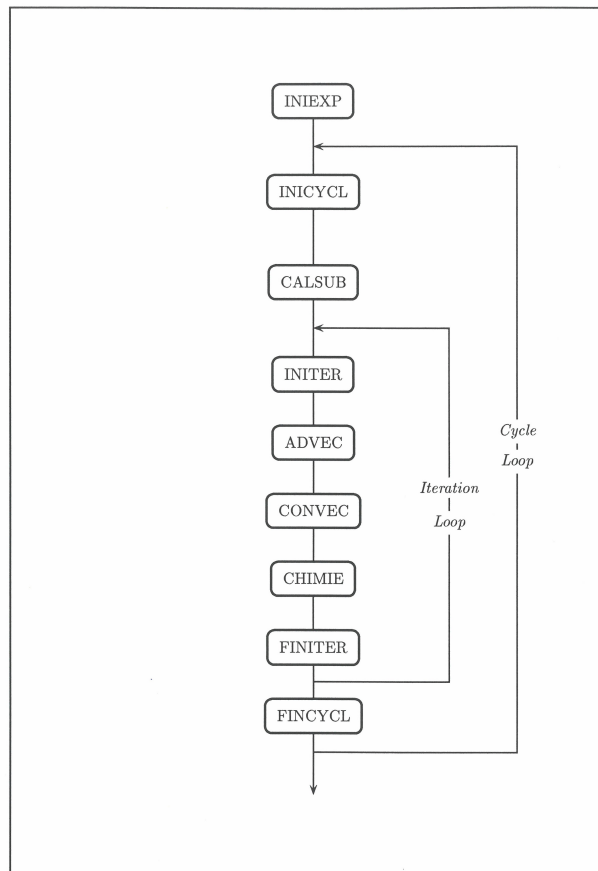 INIEXP
INICYCL
CALSUB
INITER
ADVEC
Cycle
Loop
CONVEC
Iteration
Loop
CHIMIE
FINITER
FINCYCL